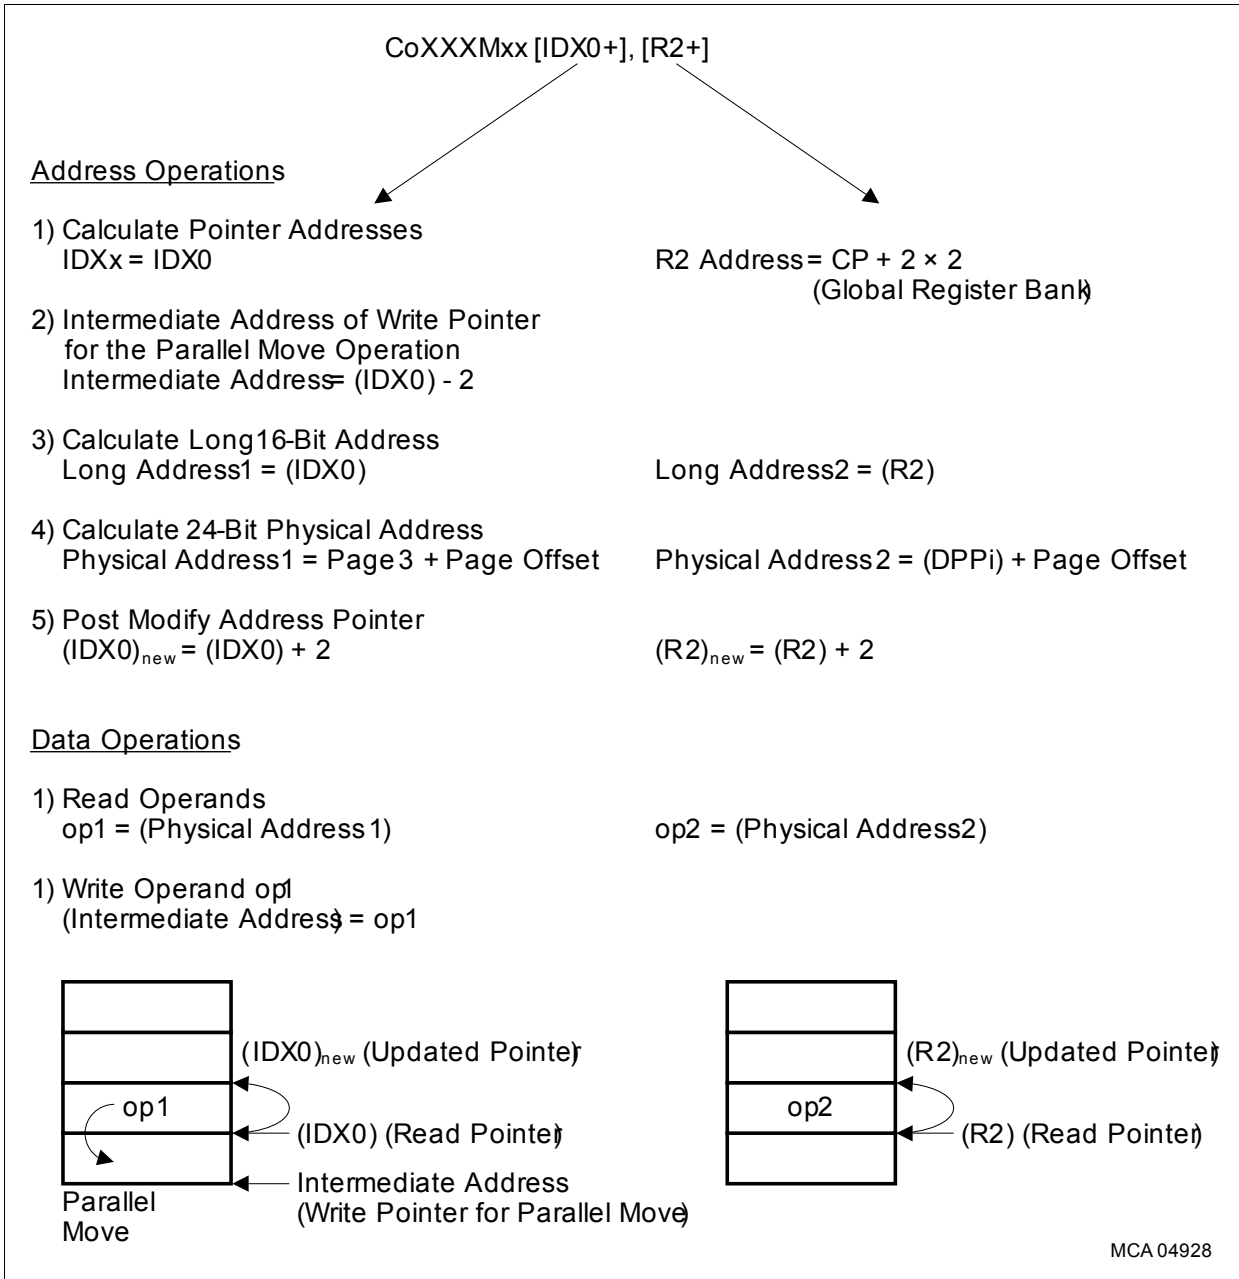 CoXXXMxx [IDX0+], [R2+]
Address Operations
1) Calculate Pointer Addresses
IDXx = IDX0
R2 Address = CP + 2 × 2
(Global Register Bank)
2) Intermediate Address of Write Pointer
for the Parallel Move Operation
Intermediate Address = (IDX0) - 2
3) Calculate Long 16-Bit Address
Long Address1 = (IDX0)
Long Address2 = (R2)
4) Calculate 24-Bit Physical Address
Physical Address1 = Page 3 + Page Offset
Physical Address2 = (DPPi) + Page Offset
5) Post Modify Address Pointer
(IDX0)new = (IDX0) + 2
(R2)new = (R2) + 2
Data Operations
1) Read Operands
op1 = (Physical Address1)
op2 = (Physical Address2)
1) Write Operand op1
(Intermediate Address) = op1
(IDX0)new (Updated Pointer)
op1
(IDX0) (Read Pointer)
Intermediate Address
(Write Pointer for Parallel Move)
Parallel
Move
(R2)new (Updated Pointer)
op2
(R2) (Read Pointer)
MCA 04928